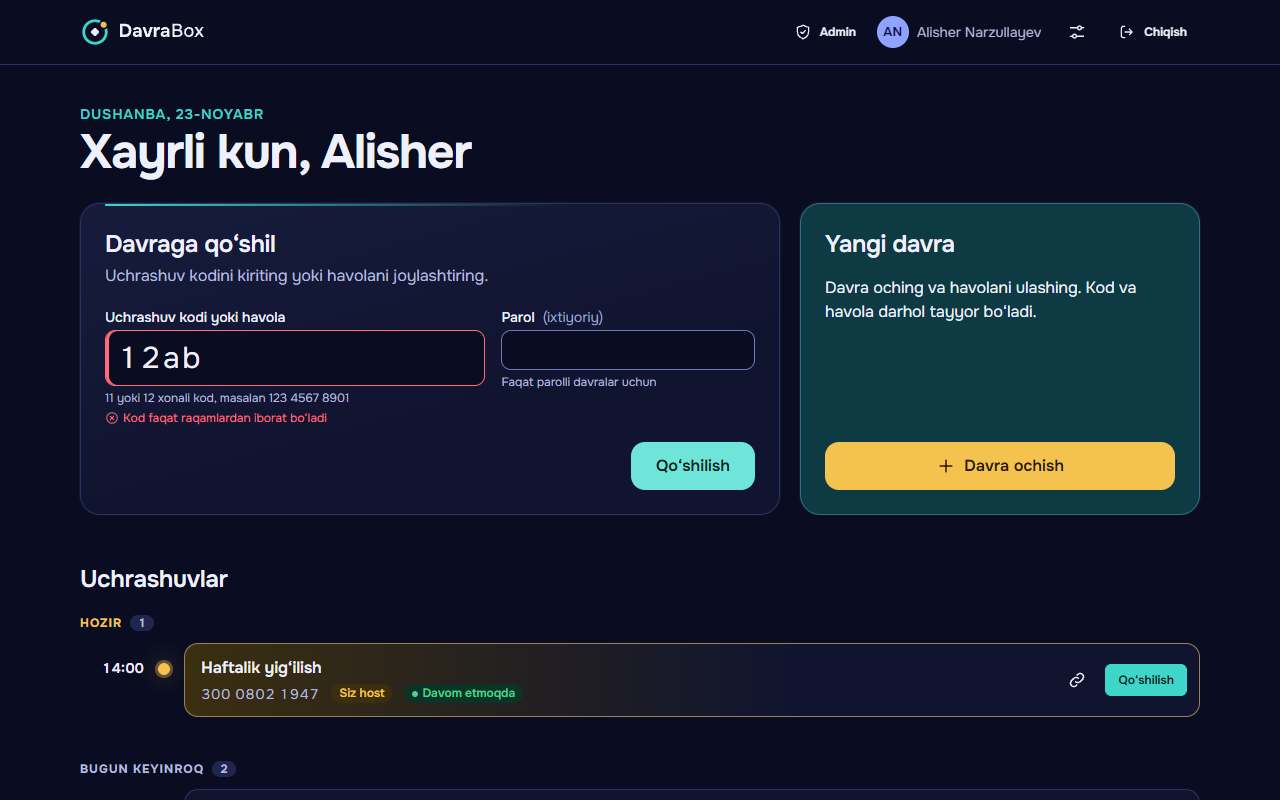 DavraBox
Admin
AN
Alisher Narzullayev
Chiqish
DUSHANBA, 23-NOYABR
Xayrli kun, Alisher
Davraga qo‘shil
Uchrashuv kodini kiriting yoki havolani joylashtiring.
Uchrashuv kodi yoki havola
12ab
11 yoki 12 xonali kod, masalan 123 4567 8901
Kod faqat raqamlardan iborat bo‘ladi
Parol (ixtiyoriy)
Faqat parolli davralar uchun
Qo‘shilish
Yangi davra
Davra oching va havolani ulashing. Kod va
havola darhol tayyor bo‘ladi.
Davra ochish
Uchrashuvlar
HOZIR 1
14:00
Haftalik yig‘ilish
300 0802 1947 Siz host Davom etmoqda
Qo‘shilish
BUGUN KEYINROQ 2